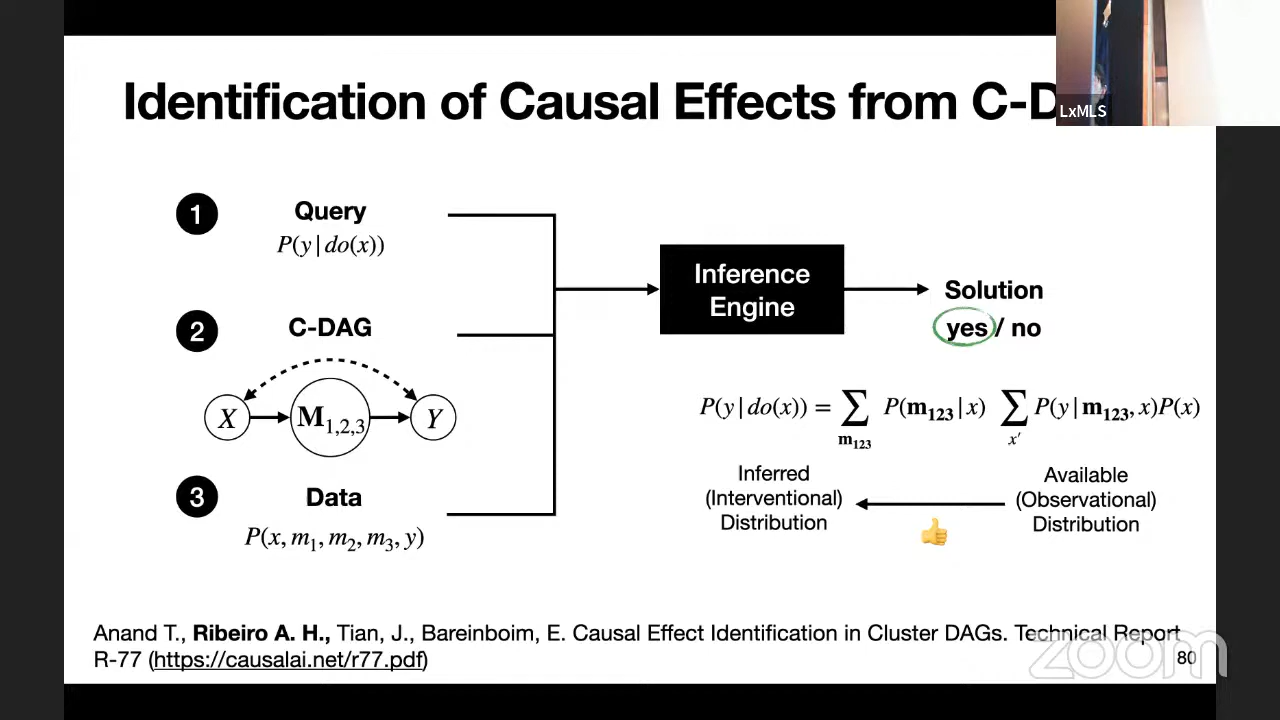 Identification of Causal Effects from C-D
LxMLS
1
Query
P(y|do(x))
2
C-DAG
X
M1,2,3
Y
3
Data
P(x, m1, m2, m3, y)
Inference
Engine
Solution
yes / no
P(y|do(x)) = ∑m123 P(m123|x) ∑x′ P(y|m123, x)P(x)
Inferred
(Interventional)
Distribution
Available
(Observational)
Distribution
Anand T., Ribeiro A. H., Tian, J., Bareinboim, E. Causal Effect Identification in Cluster DAGs. Technical Report
R-77 (https://causalai.net/r77.pdf)
80
zoom